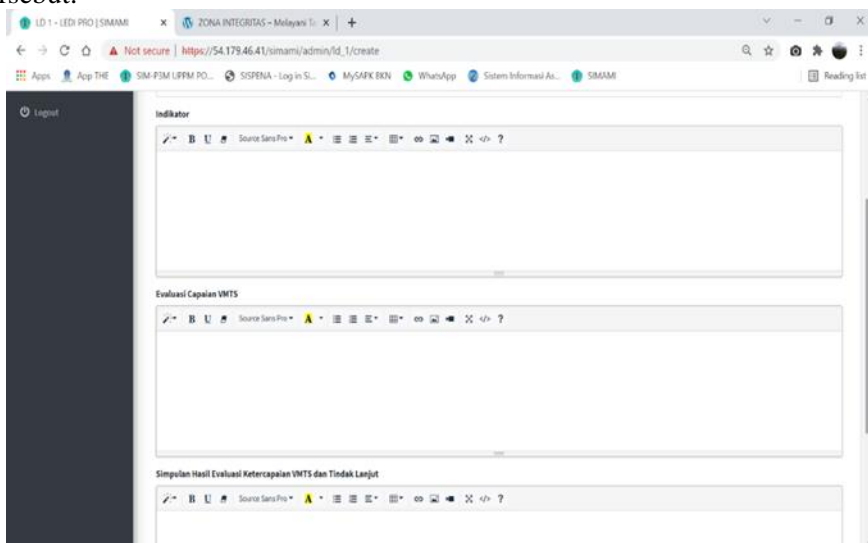 rsebut.
LD 1 - LEDI PRO | SIMAMI
ZONA INTEGRITAS – Melayani Ta
Not secure | https://54.179.46.41/simami/admin/ld_1/create
Apps App THE SIM-P3M UPPM PO... SISPENA - Log in Si... MySAPK BKN WhatsApp Sistem Informasi As... SIMAMI Reading list
Logout
Indikator
B U Source Sans Pro A ?
Evaluasi Capaian VMTS
B U Source Sans Pro A ?
Simpulan Hasil Evaluasi Ketercapaian VMTS dan Tindak Lanjut
B U Source Sans Pro A ?